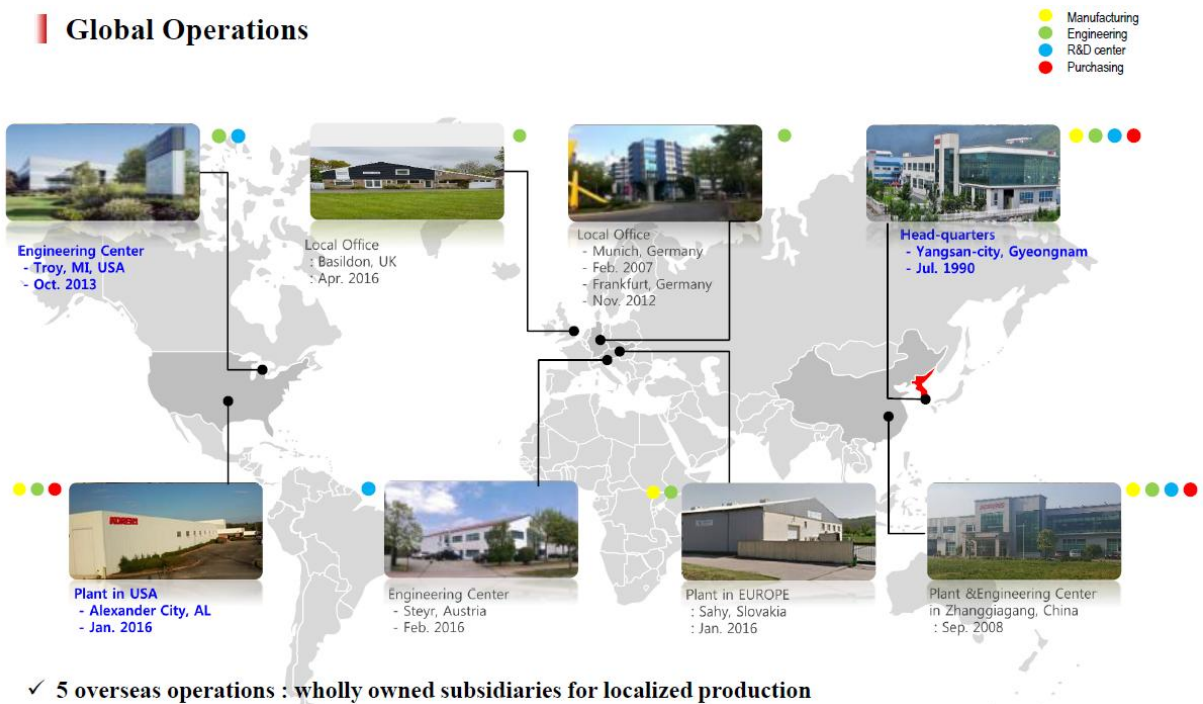 Global Operations
Manufacturing
Engineering
R&D center
Purchasing
Engineering Center
- Troy, MI, USA
- Oct. 2013
Local Office
: Basildon, UK
: Apr. 2016
Local Office
- Munich, Germany
- Feb. 2007
- Frankfurt, Germany
- Nov. 2012
Head-quarters
- Yangsan-city, Gyeongnam
- Jul. 1990
Plant in USA
- Alexander City, AL
- Jan. 2016
Engineering Center
- Steyr, Austria
- Feb. 2016
Plant in EUROPE
: Sahy, Slovakia
: Jan. 2016
Plant &Engineering Center
in Zhanggiagang, China
: Sep. 2008
✓ 5 overseas operations : wholly owned subsidiaries for localized production